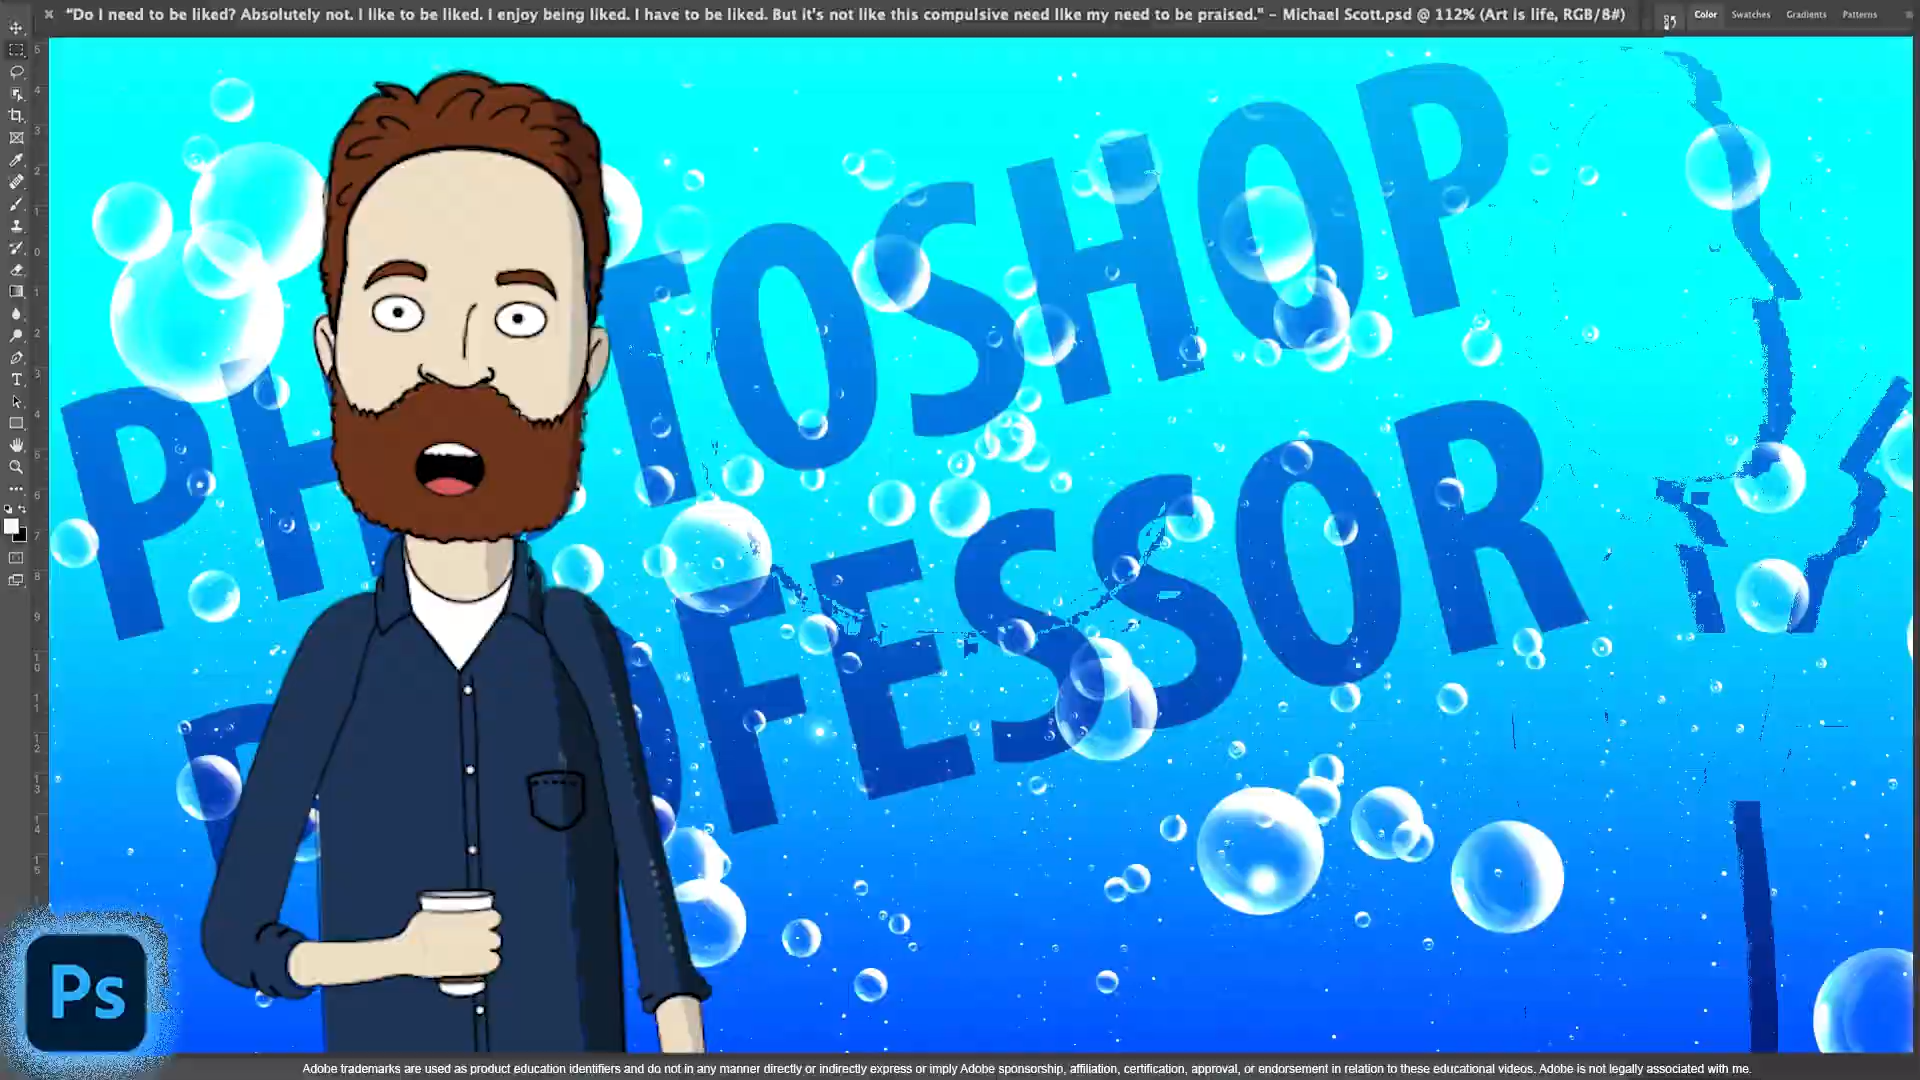 “Do I need to be liked? Absolutely not. I like to be liked. I enjoy being liked. I have to be liked. But it's not like this compulsive need like my need to be praised." – Michael Scott.psd @ 112% (Art is life, RGB/8#)
Color Swatches Gradients Patterns
PH TOSHOP
OFESSOR
Ps
Adobe trademarks are used as product education identifiers and do not in any manner directly or indirectly express or imply Adobe sponsorship, affiliation, certification, approval, or endorsement in relation to these educational videos. Adobe is not legally associated with me.